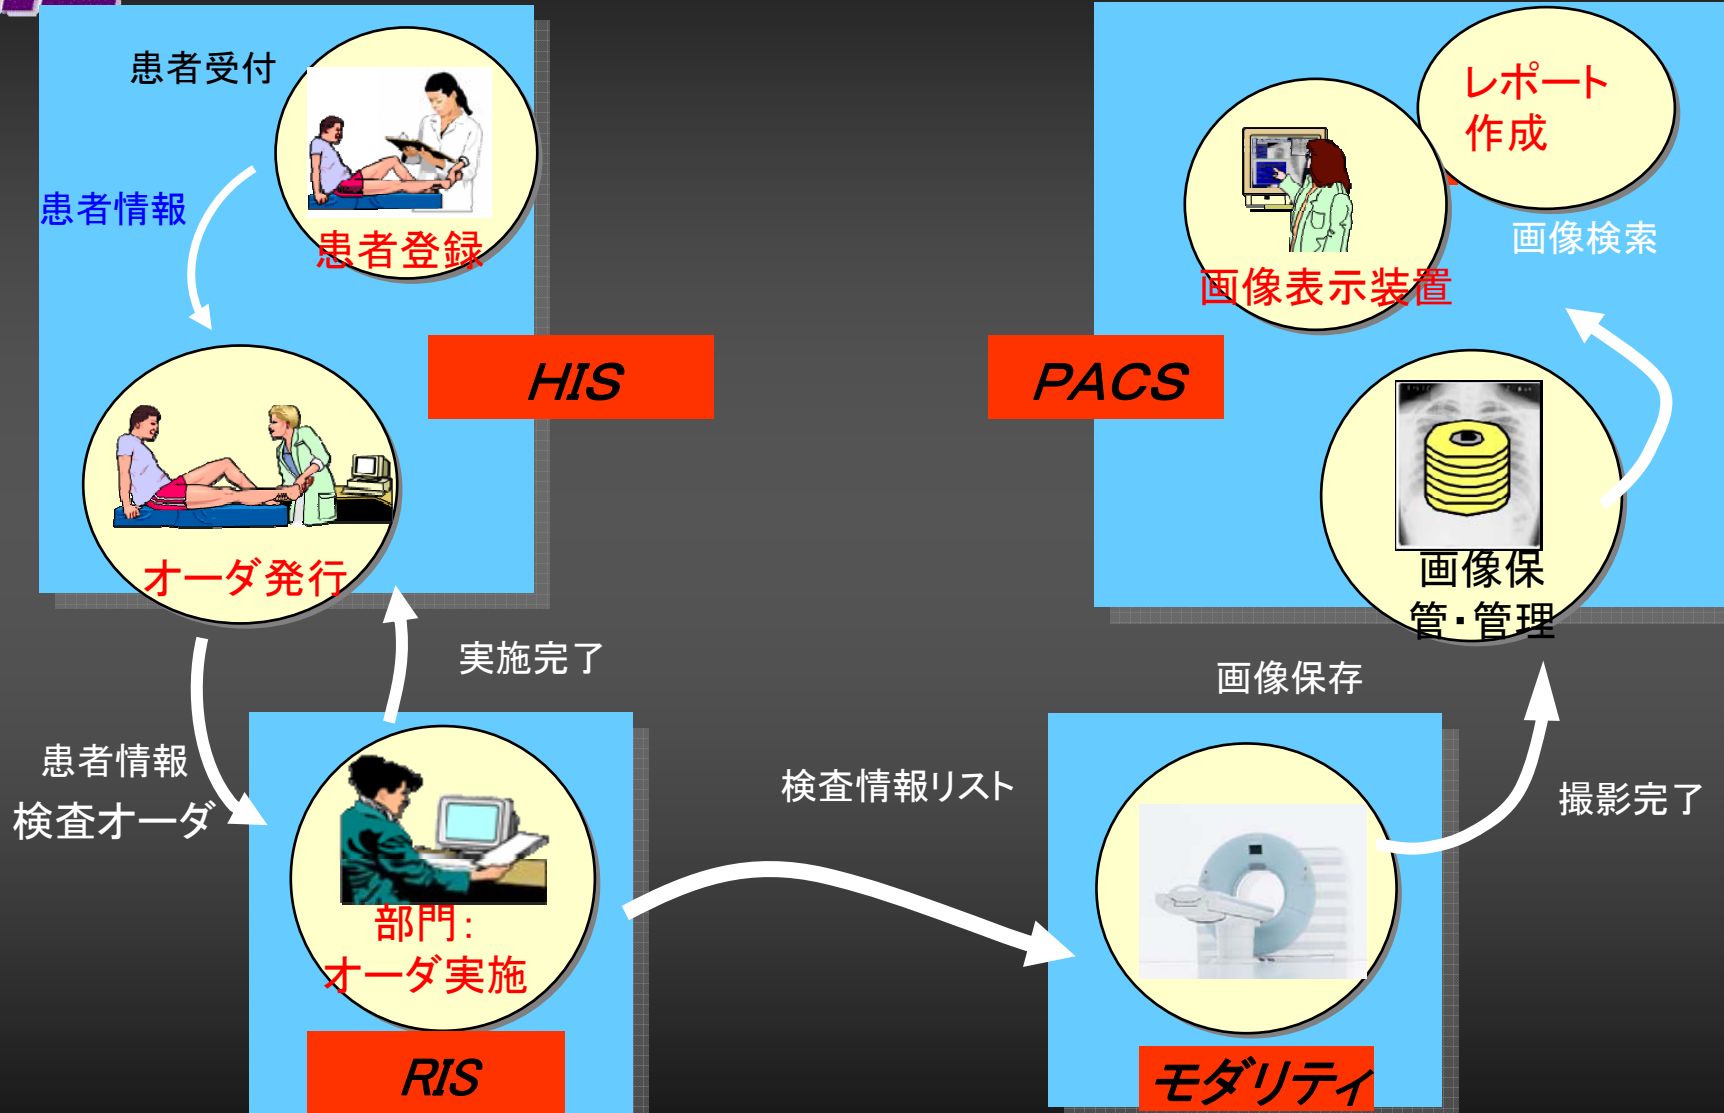 患者受付
患者情報
患者登録
HIS
オーダ発行
実施完了
患者情報
検査オーダ
部門：
オーダ実施
RIS
検査情報リスト
モダリティ
撮影完了
画像保存
画像保
管・管理
PACS
画像検索
画像表示装置
レポート
作成